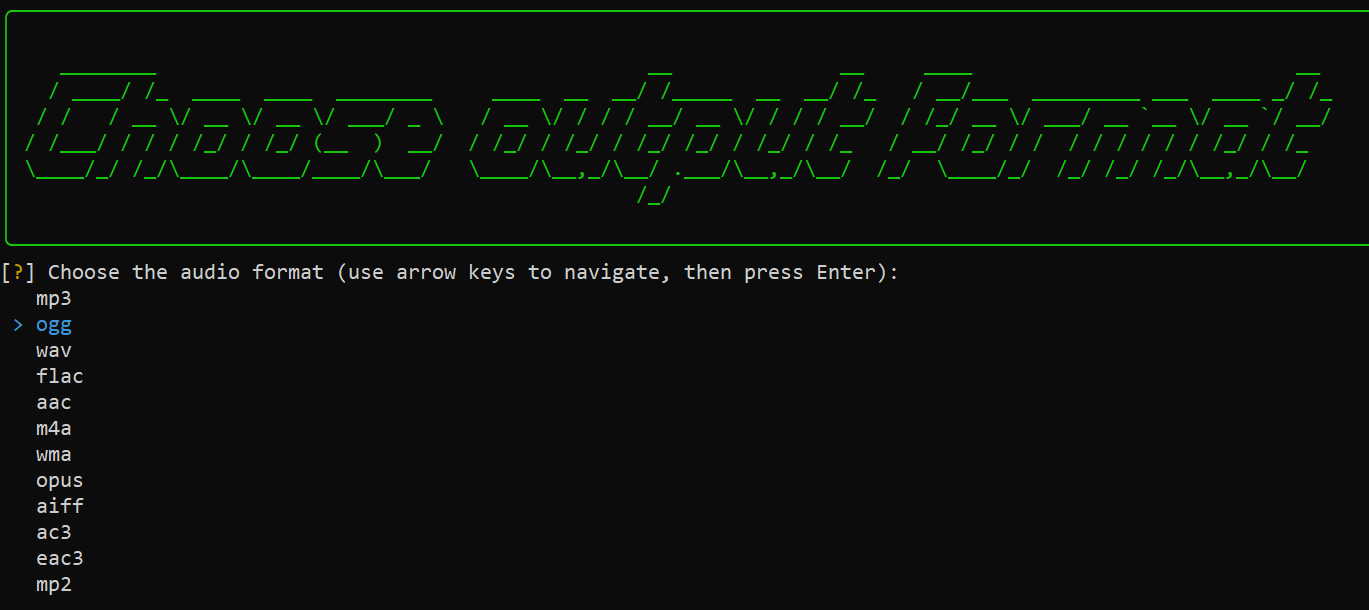 Choose output format
[?] Choose the audio format (use arrow keys to navigate, then press Enter):
mp3
> ogg
wav
flac
aac
m4a
wma
opus
aiff
ac3
eac3
mp2